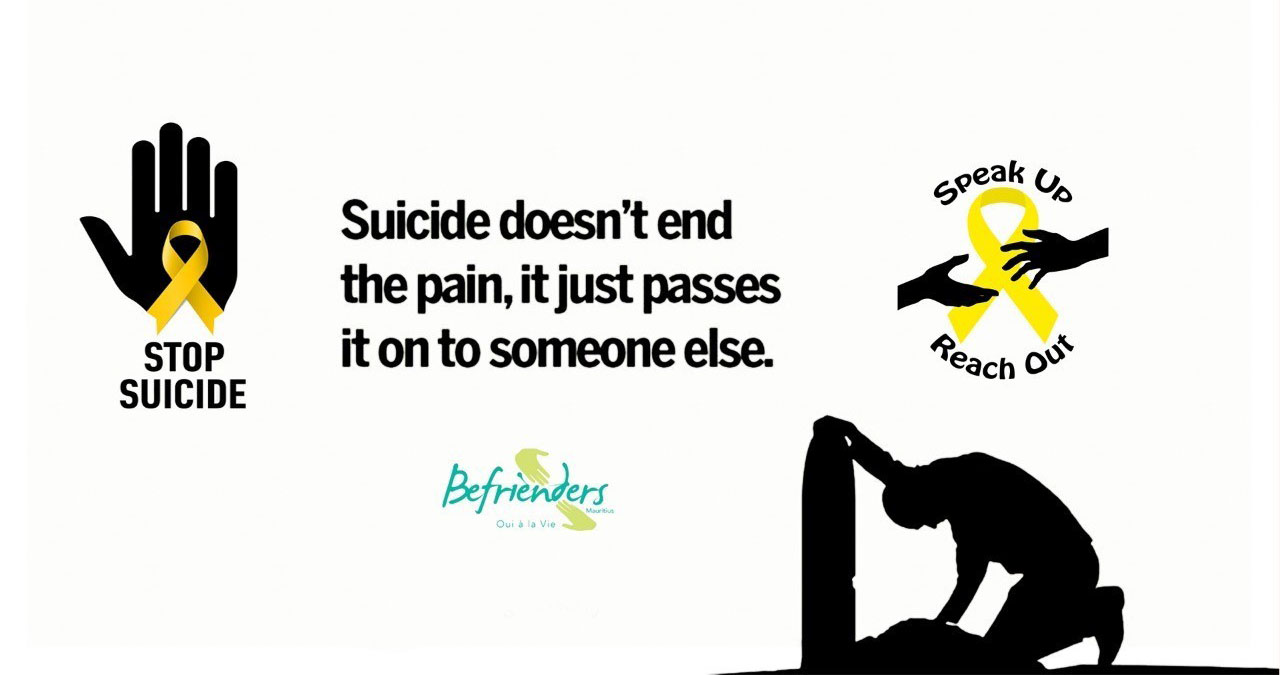 STOP
SUICIDE
Suicide doesn't end
the pain, it just passes
it on to someone else.
Speak Up
Reach Out
Befrienders
Mauritius
Oui à la Vie